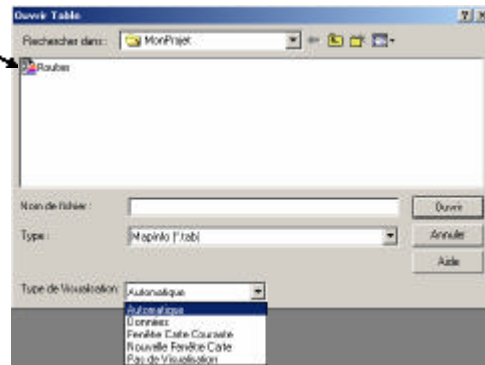 Ouvrir Table
Rechercher dans : MonProjet
Routes
Nom de fichier :
Ouvrir
Type : MapInfo (*.tab)
Annuler
Aide
Type de Visualisation: Automatique
Automatique
Données
Fenêtre Carte Courante
Nouvelle Fenêtre Carte
Pas de Visualisation